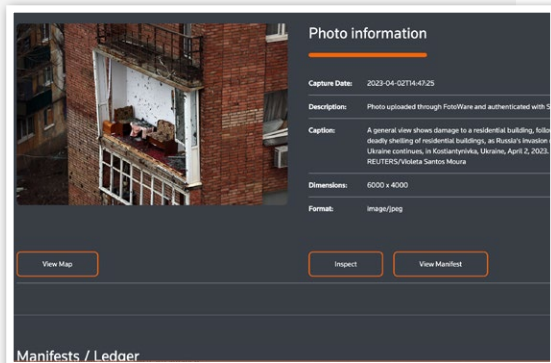 Photo information
Capture Date: 2023-04-02T14:47:25
Description: Photo uploaded through FotoWare and authenticated with S
Caption: A general view shows damage to a residential building, follow
deadly shelling of residential buildings, as Russia's invasion
Ukraine continues, in Kostiantynivka, Ukraine, April 2, 2023.
REUTERS/Violeta Santos Moura
Dimensions: 6000 x 4000
Format: image/jpeg
View Map
Inspect
View Manifest
Manifests / Ledger